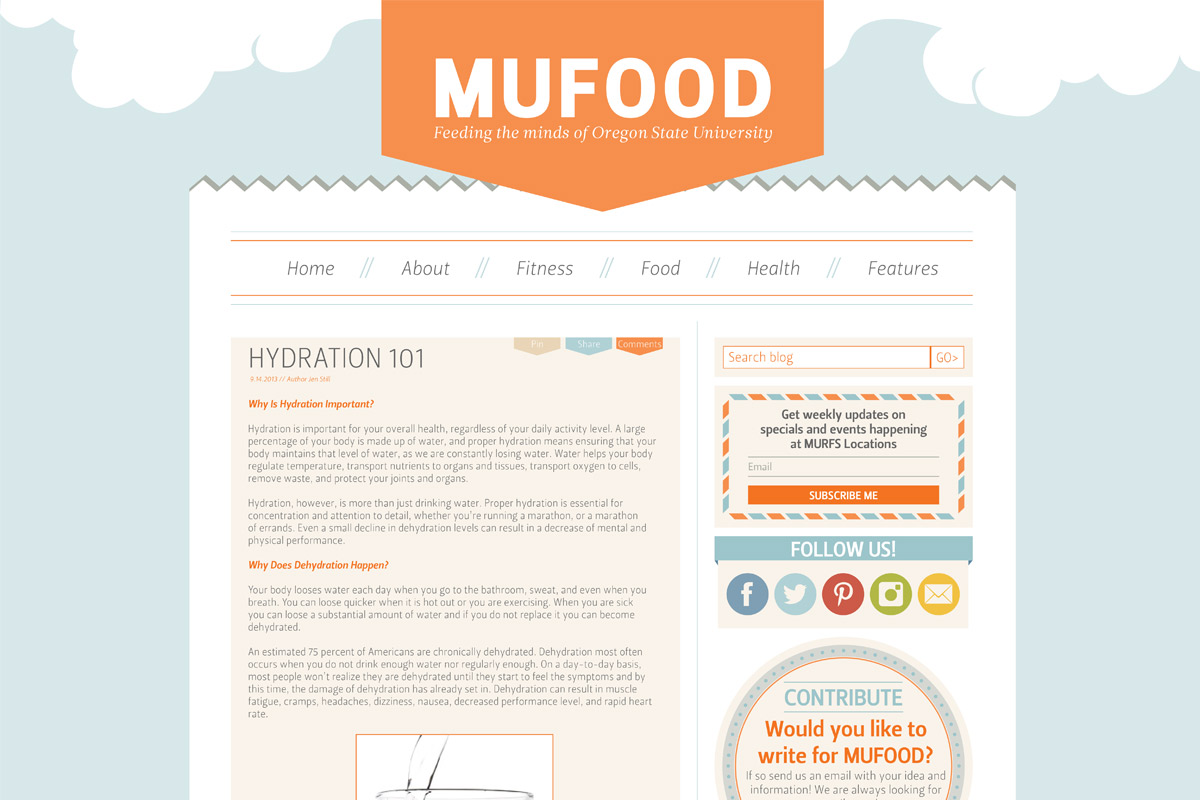 MUFOOD
Feeding the minds of Oregon State University
Home // About // Fitness // Food // Health // Features
HYDRATION 101
Pin
Share
Comments
9.14.2013 // Author Jen Still
Why Is Hydration Important?
Hydration is important for your overall health, regardless of your daily activity level. A large
percentage of your body is made up of water, and proper hydration means ensuring that your
body maintains that level of water, as we are constantly losing water. Water helps your body
regulate temperature, transport nutrients to organs and tissues, transport oxygen to cells,
remove waste, and protect your joints and organs.
Hydration, however, is more than just drinking water. Proper hydration is essential for
concentration and attention to detail, whether you're running a marathon, or a marathon
of errands. Even a small decline in dehydration levels can result in a decrease of mental and
physical performance.
Why Does Dehydration Happen?
Your body looses water each day when you go to the bathroom, sweat, and even when you
breath. You can loose quicker when it is hot out or you are exercising. When you are sick
you can loose a substantial amount of water and if you do not replace it you can become
dehydrated.
An estimated 75 percent of Americans are chronically dehydrated. Dehydration most often
occurs when you do not drink enough water nor regularly enough. On a day-to-day basis,
most people won't realize they are dehydrated until they start to feel the symptoms and by
this time, the damage of dehydration has already set in. Dehydration can result in muscle
fatigue, cramps, headaches, dizziness, nausea, decreased performance level, and rapid heart
rate.
Search blog
GO>
Get weekly updates on
specials and events happening
at MURFS Locations
Email
SUBSCRIBE ME
FOLLOW US!
CONTRIBUTE
Would you like to
write for MUFOOD?
If so send us an email with your idea and
information! We are always looking for